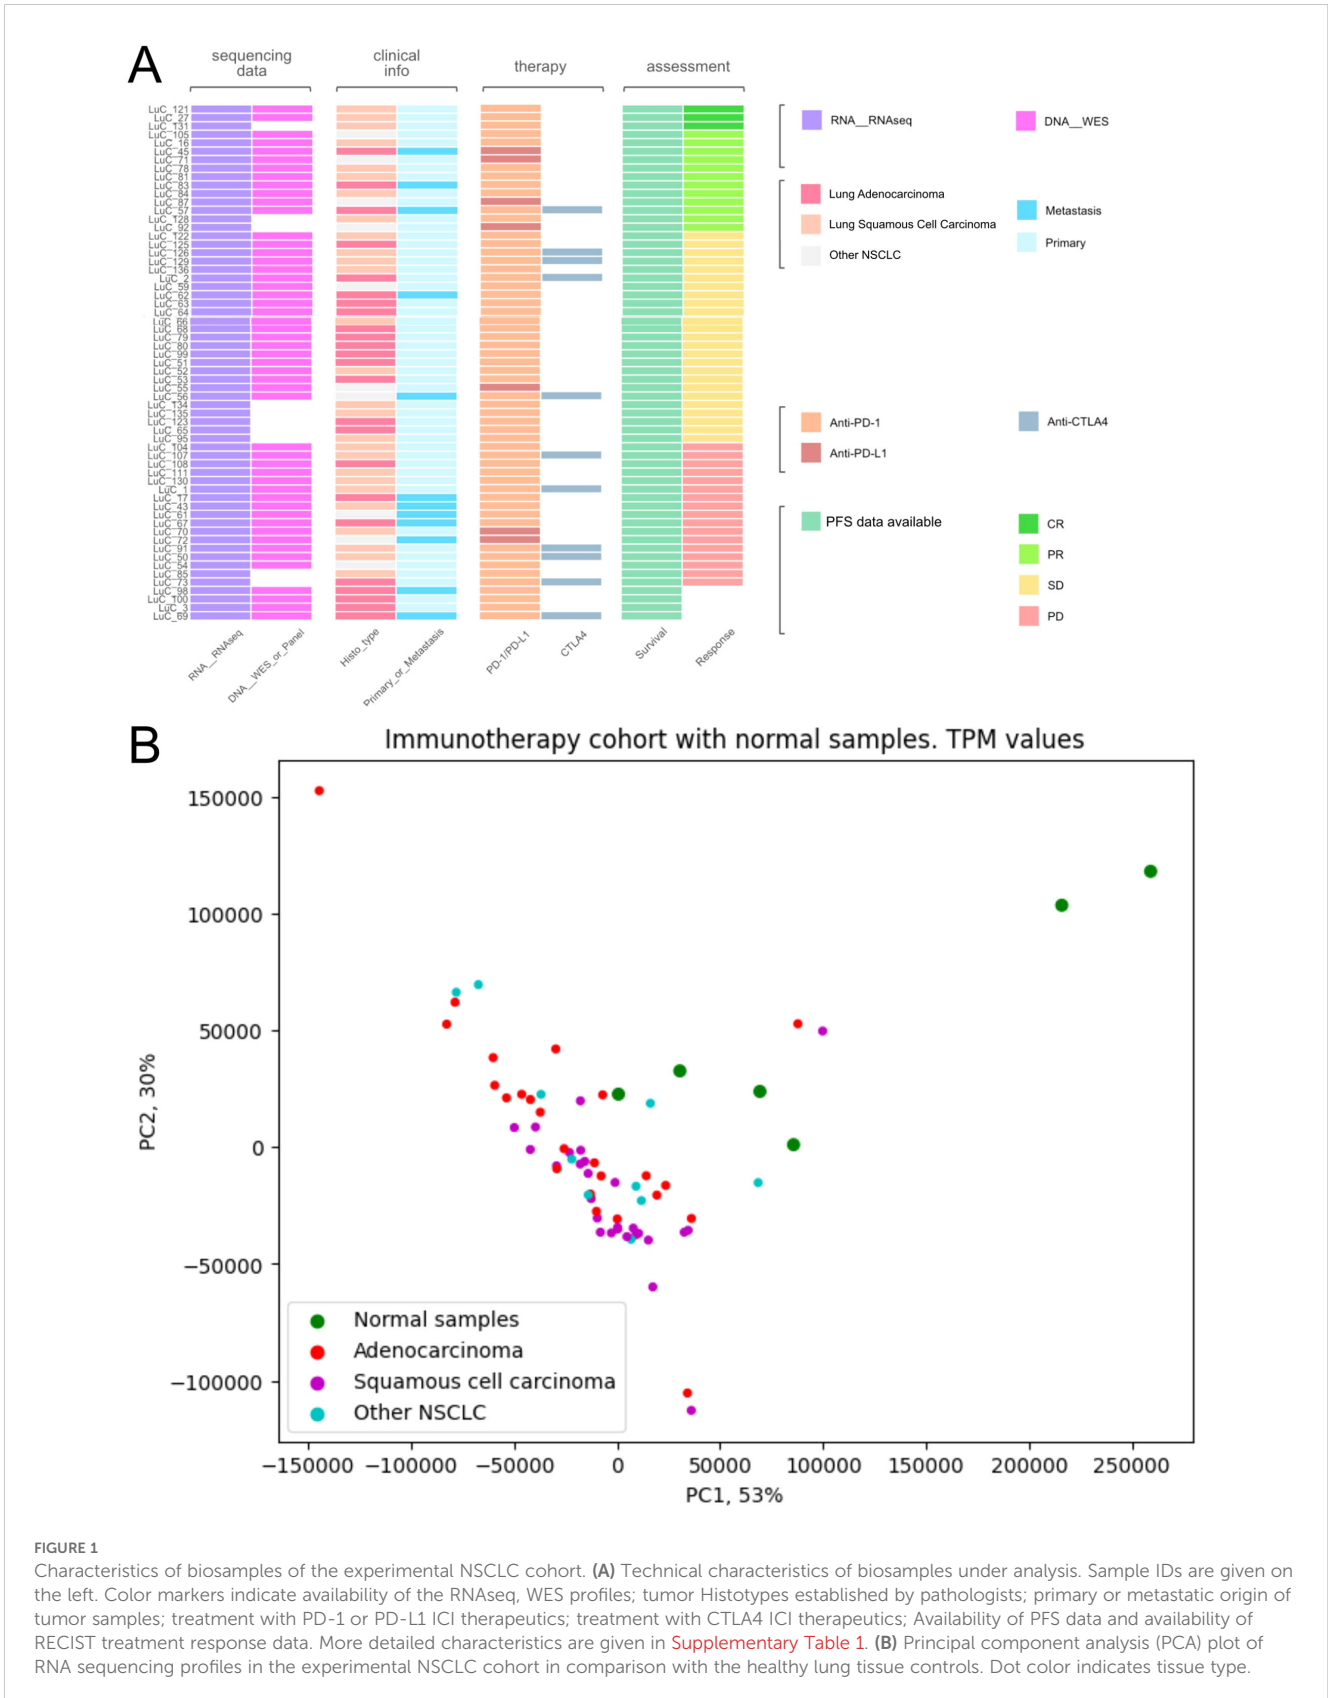 A
sequencing
data
clinical
info
therapy
assessment
LuC_121
LuC_27
LuC_131
LuC_105
LuC_16
LuC_45
LuC_71
LuC_78
LuC_81
LuC_83
LuC_84
LuC_87
LuC_57
LuC_128
LuC_92
LuC_122
LuC_125
LuC_126
LuC_129
LuC_136
LuC_2
LuC_59
LuC_62
LuC_63
LuC_64
LuC_66
LuC_68
LuC_79
LuC_80
LuC_99
LuC_51
LuC_52
LuC_53
LuC_55
LuC_56
LuC_134
LuC_135
LuC_123
LuC_65
LuC_95
LuC_104
LuC_107
LuC_108
LuC_111
LuC_130
LuC_1
LuC_17
LuC_43
LuC_61
LuC_67
LuC_70
LuC_72
LuC_91
LuC_50
LuC_54
LuC_85
LuC_73
LuC_98
LuC_100
LuC_3
LuC_69
RNA__RNAseq
DNA__WES_or_Panel
Histo_type
Primary_or_Metastasis
PD-1/PD-L1
CTLA4
Survival
Response
RNA__RNAseq
DNA__WES
Lung Adenocarcinoma
Lung Squamous Cell Carcinoma
Other NSCLC
Metastasis
Primary
Anti-PD-1
Anti-PD-L1
Anti-CTLA4
PFS data available
CR
PR
SD
PD
B
Immunotherapy cohort with normal samples. TPM values
PC2, 30%
150000
100000
50000
0
−50000
−100000
Normal samples
Adenocarcinoma
Squamous cell carcinoma
Other NSCLC
−150000 −100000 −50000 0 50000 100000 150000 200000 250000
PC1, 53%
FIGURE 1
Characteristics of biosamples of the experimental NSCLC cohort. (A) Technical characteristics of biosamples under analysis. Sample IDs are given on
the left. Color markers indicate availability of the RNAseq, WES profiles; tumor Histotypes established by pathologists; primary or metastatic origin of
tumor samples; treatment with PD-1 or PD-L1 ICI therapeutics; treatment with CTLA4 ICI therapeutics; Availability of PFS data and availability of
RECIST treatment response data. More detailed characteristics are given in Supplementary Table 1. (B) Principal component analysis (PCA) plot of
RNA sequencing profiles in the experimental NSCLC cohort in comparison with the healthy lung tissue controls. Dot color indicates tissue type.